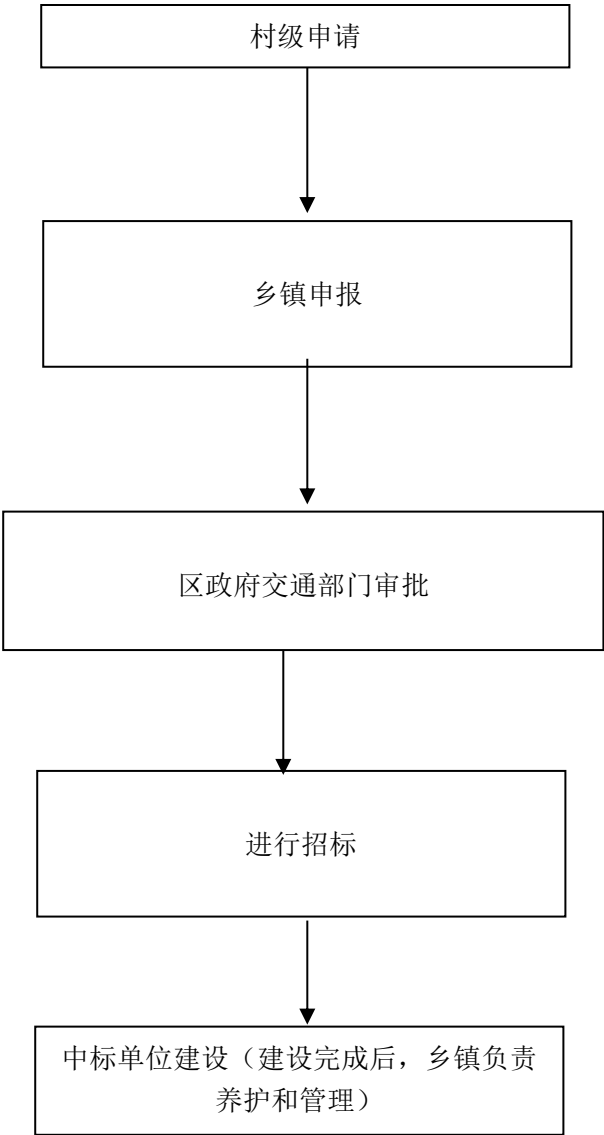 村级申请
乡镇申报
区政府交通部门审批
进行招标
中标单位建设（建设完成后，乡镇负责
养护和管理）